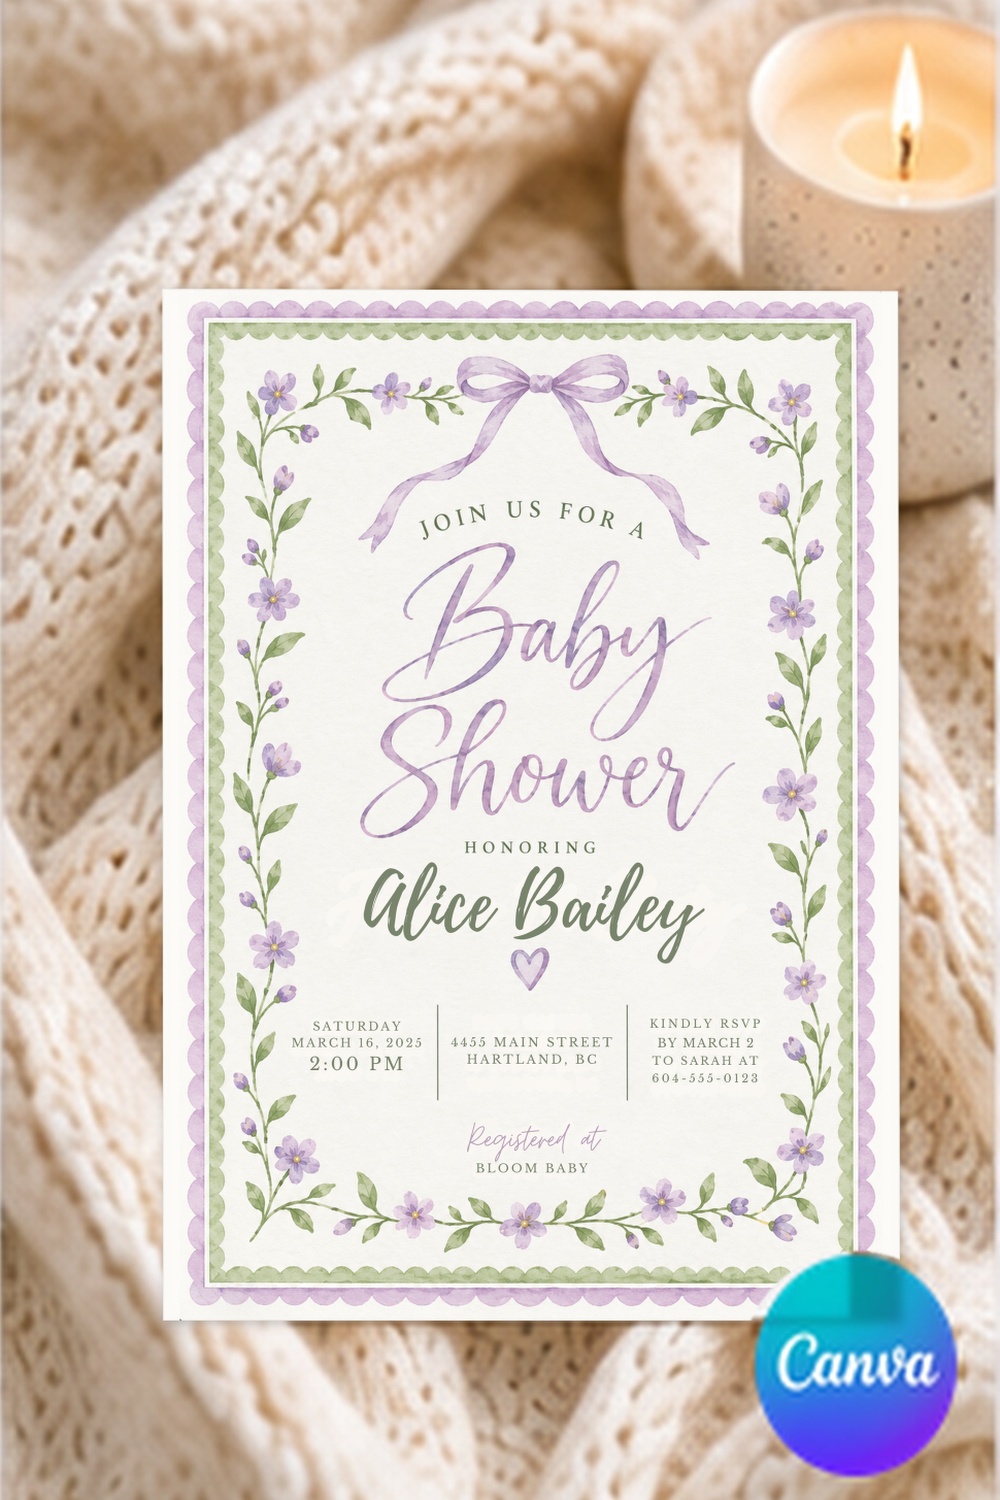 JOIN US FOR A
Baby
Shower
HONORING
Alice Bailey
SATURDAY
MARCH 16, 2025
2:00 PM
4455 MAIN STREET
HARTLAND, BC
KINDLY RSVP
BY MARCH 2
TO SARAH AT
604-555-0123
Registered at
BLOOM BABY
Canva